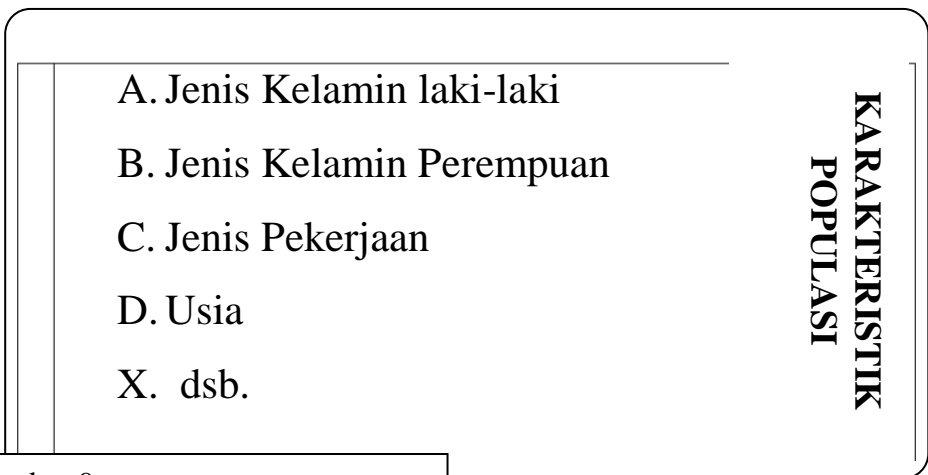 A. Jenis Kelamin laki-laki
B. Jenis Kelamin Perempuan
C. Jenis Pekerjaan
D. Usia
X. dsb.
KARAKTERISTIK
POPULASI